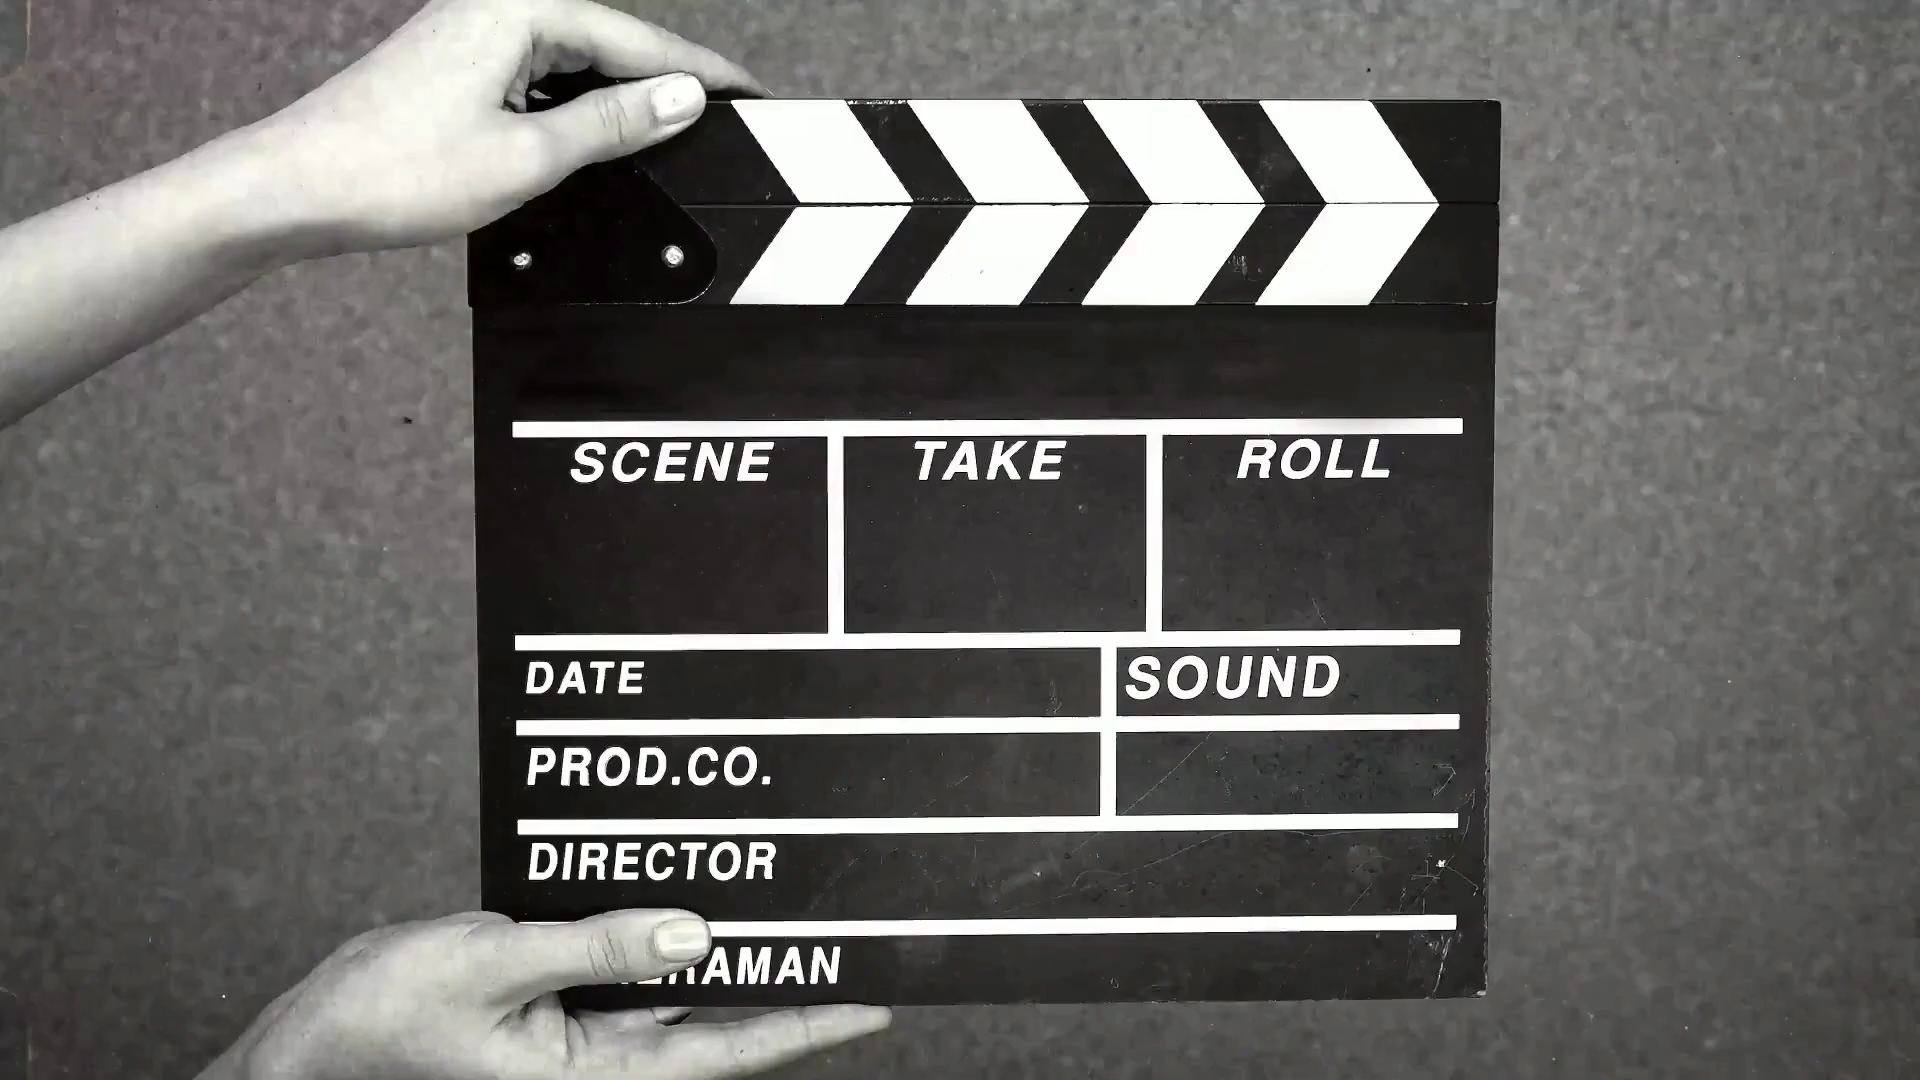 SCENE TAKE ROLL
DATE SOUND
PROD.CO.
DIRECTOR